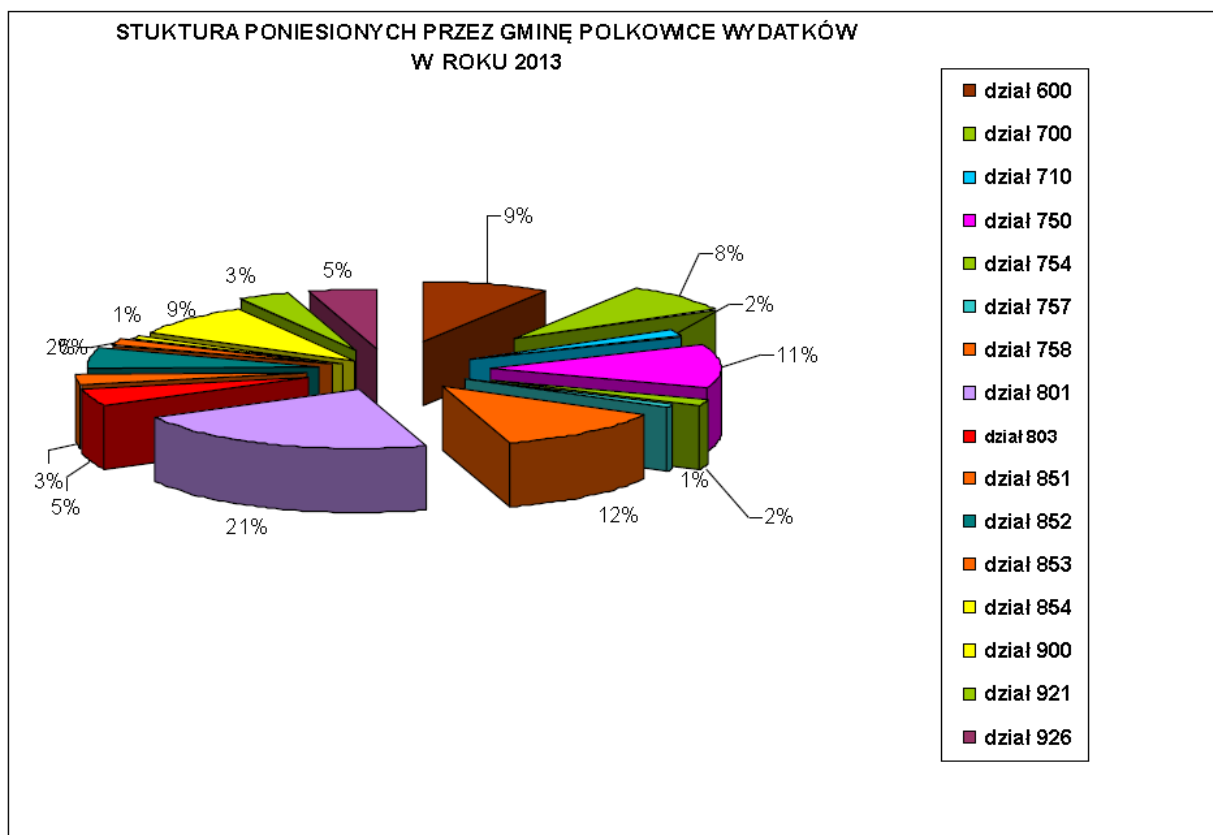 STUKTURA PONIESIONYCH PRZEZ GMINĘ POLKOWICE WYDATKÓW
W ROKU 2013
9%
8%
2%
11%
2%
1%
12%
21%
5%
3%
1%
9%
3%
5%
dział 600
dział 700
dział 710
dział 750
dział 754
dział 757
dział 758
dział 801
dział 803
dział 851
dział 852
dział 853
dział 854
dział 900
dział 921
dział 926